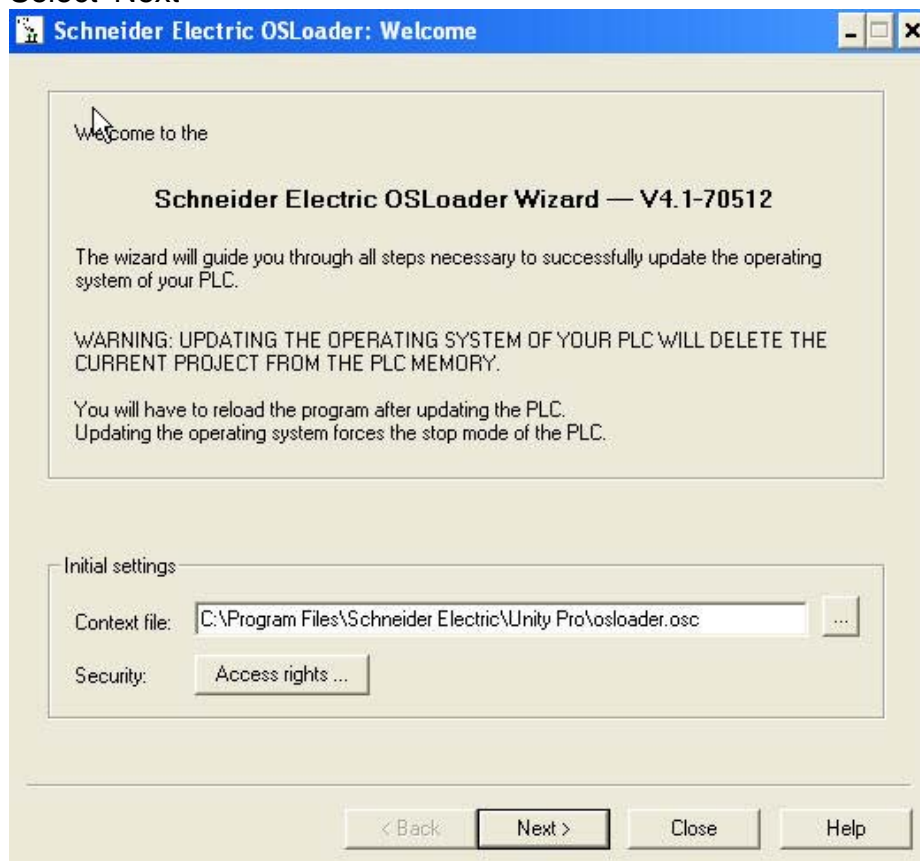 Select 'Next'
Schneider Electric OSLoader: Welcome
Welcome to the
Schneider Electric OSLoader Wizard — V4.1-70512
The wizard will guide you through all steps necessary to successfully update the operating
system of your PLC.
WARNING: UPDATING THE OPERATING SYSTEM OF YOUR PLC WILL DELETE THE
CURRENT PROJECT FROM THE PLC MEMORY.
You will have to reload the program after updating the PLC.
Updating the operating system forces the stop mode of the PLC.
Initial settings
Context file: C:\Program Files\Schneider Electric\Unity Pro\osloader.osc ...
Security: Access rights ...
< Back Next > Close Help